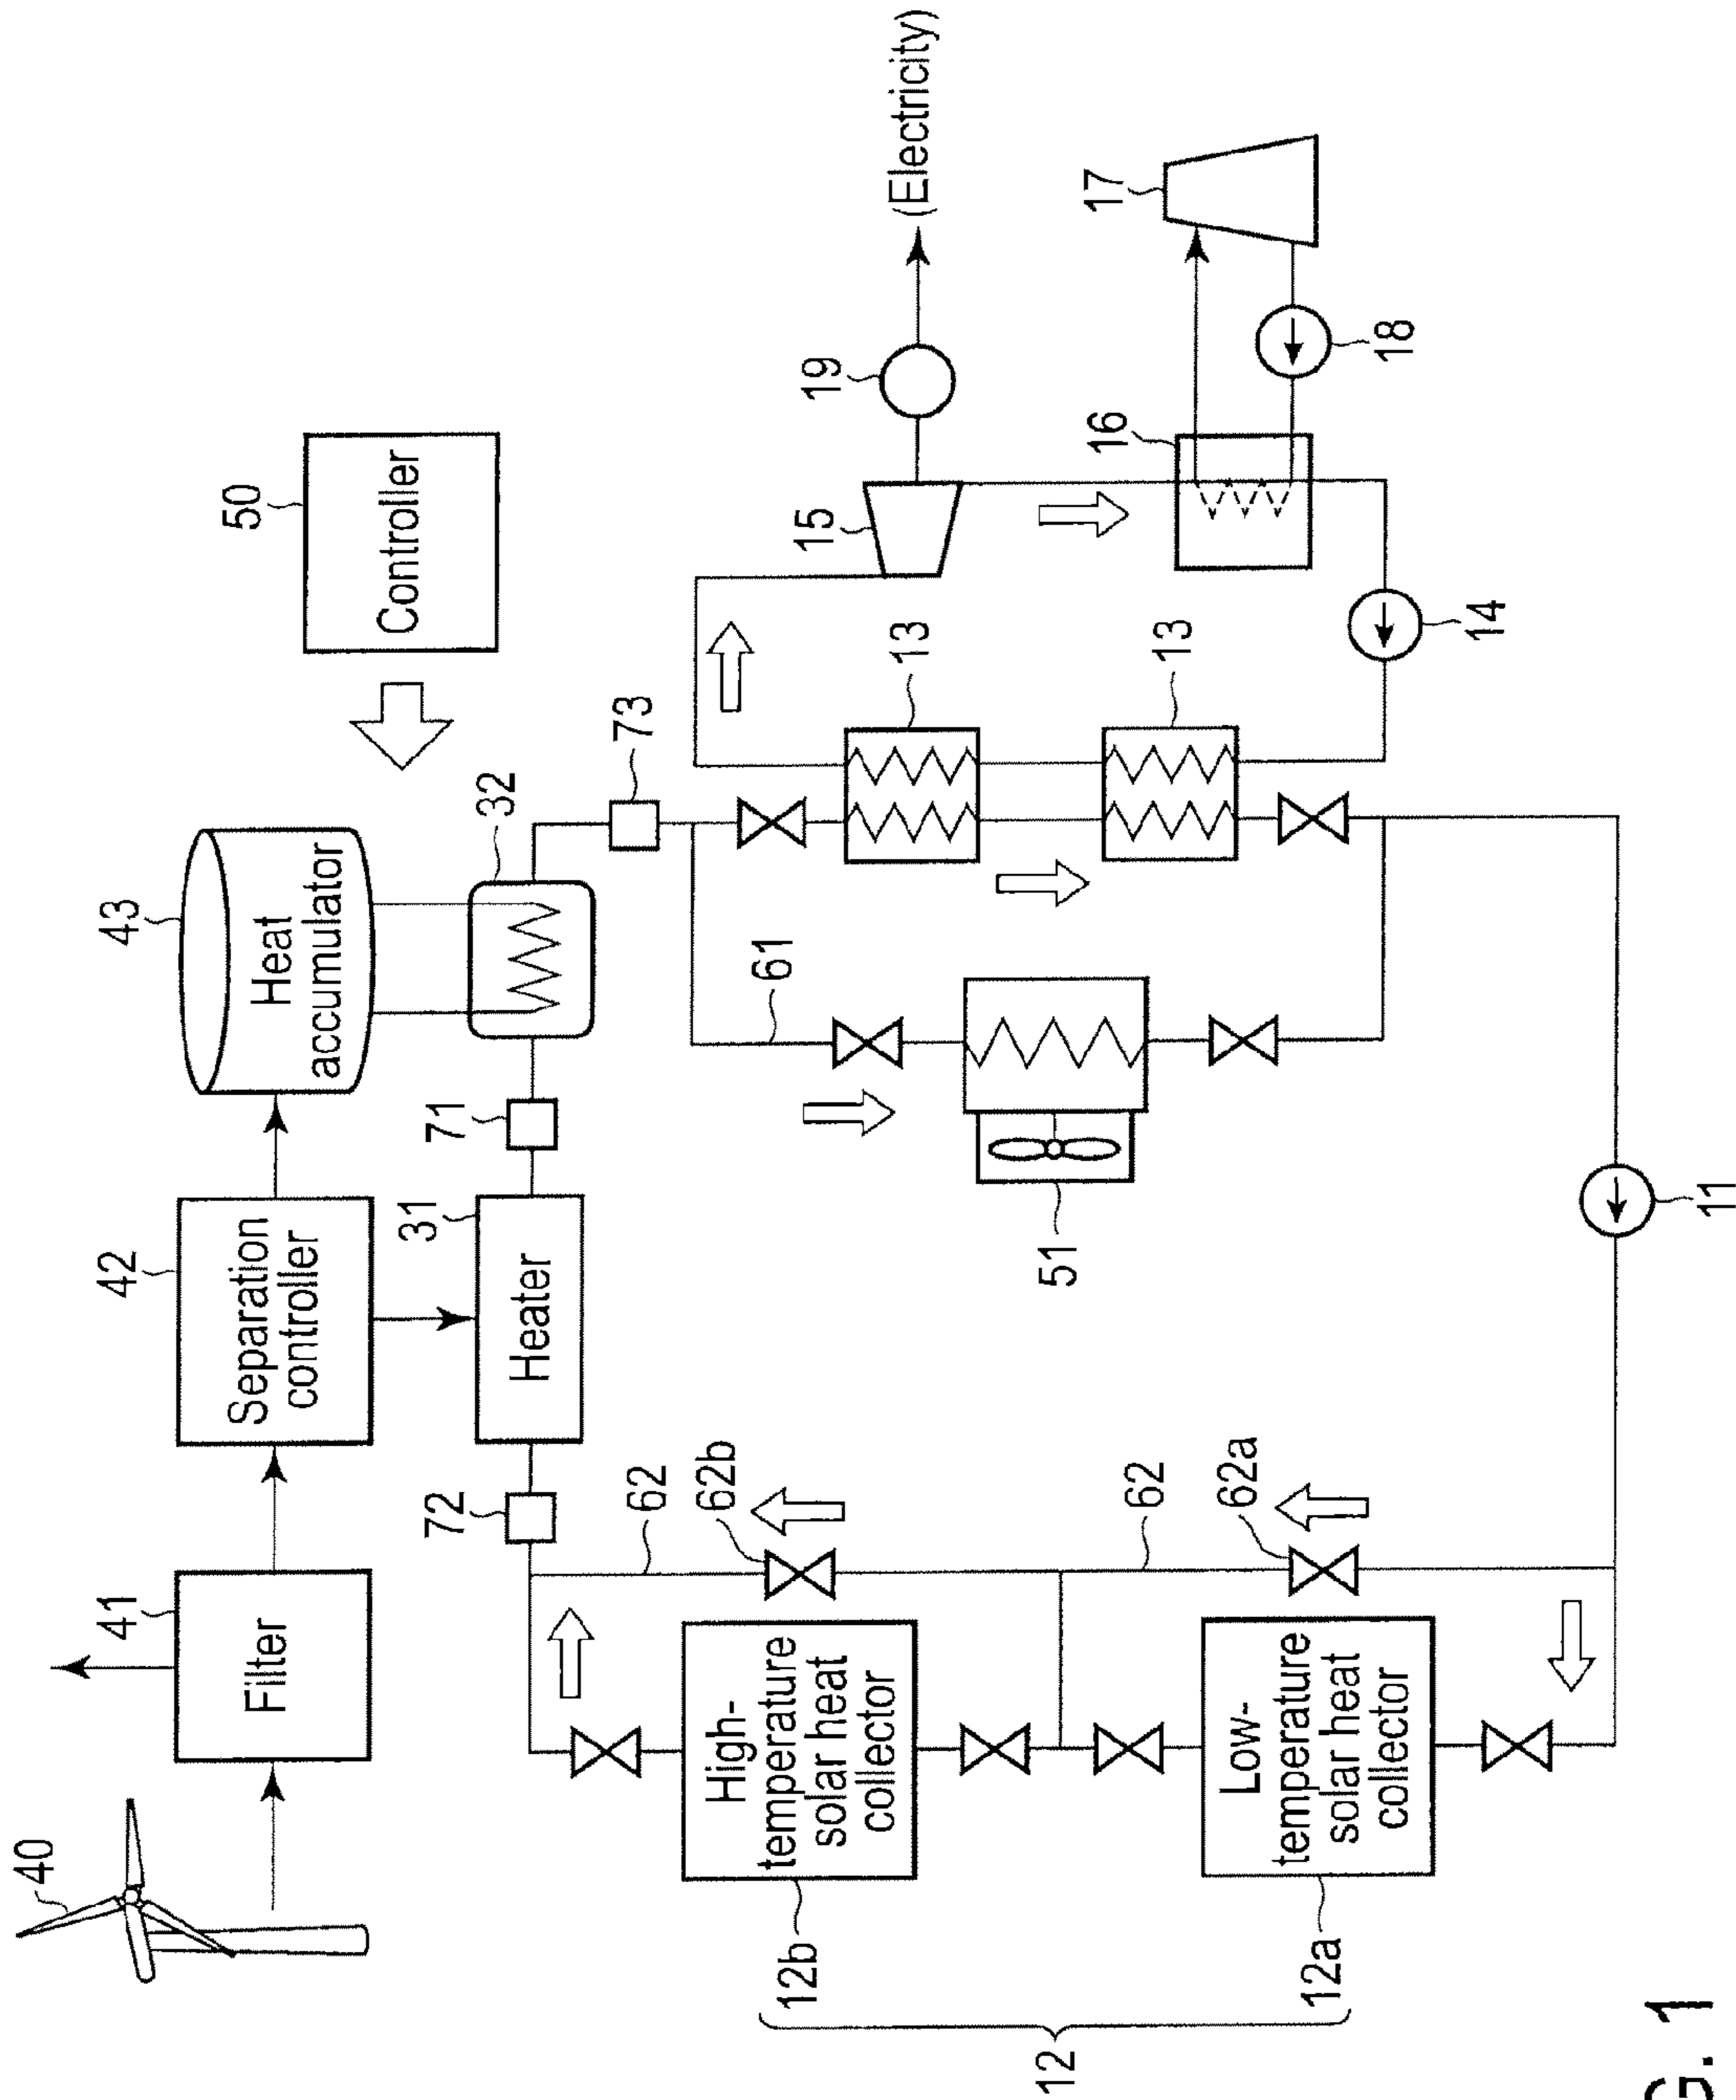 40
41
Filter
42
Separation
controller
43
Heat
accumulator
50
Controller
72
31
Heater
71
32
73
62
62b
62
62a
High-
temperature
solar heat
collector
12b
Low-
temperature
solar heat
collector
12a
12
61
51
13
13
15
19
(Electricity)
16
17
18
14
11
G. 1